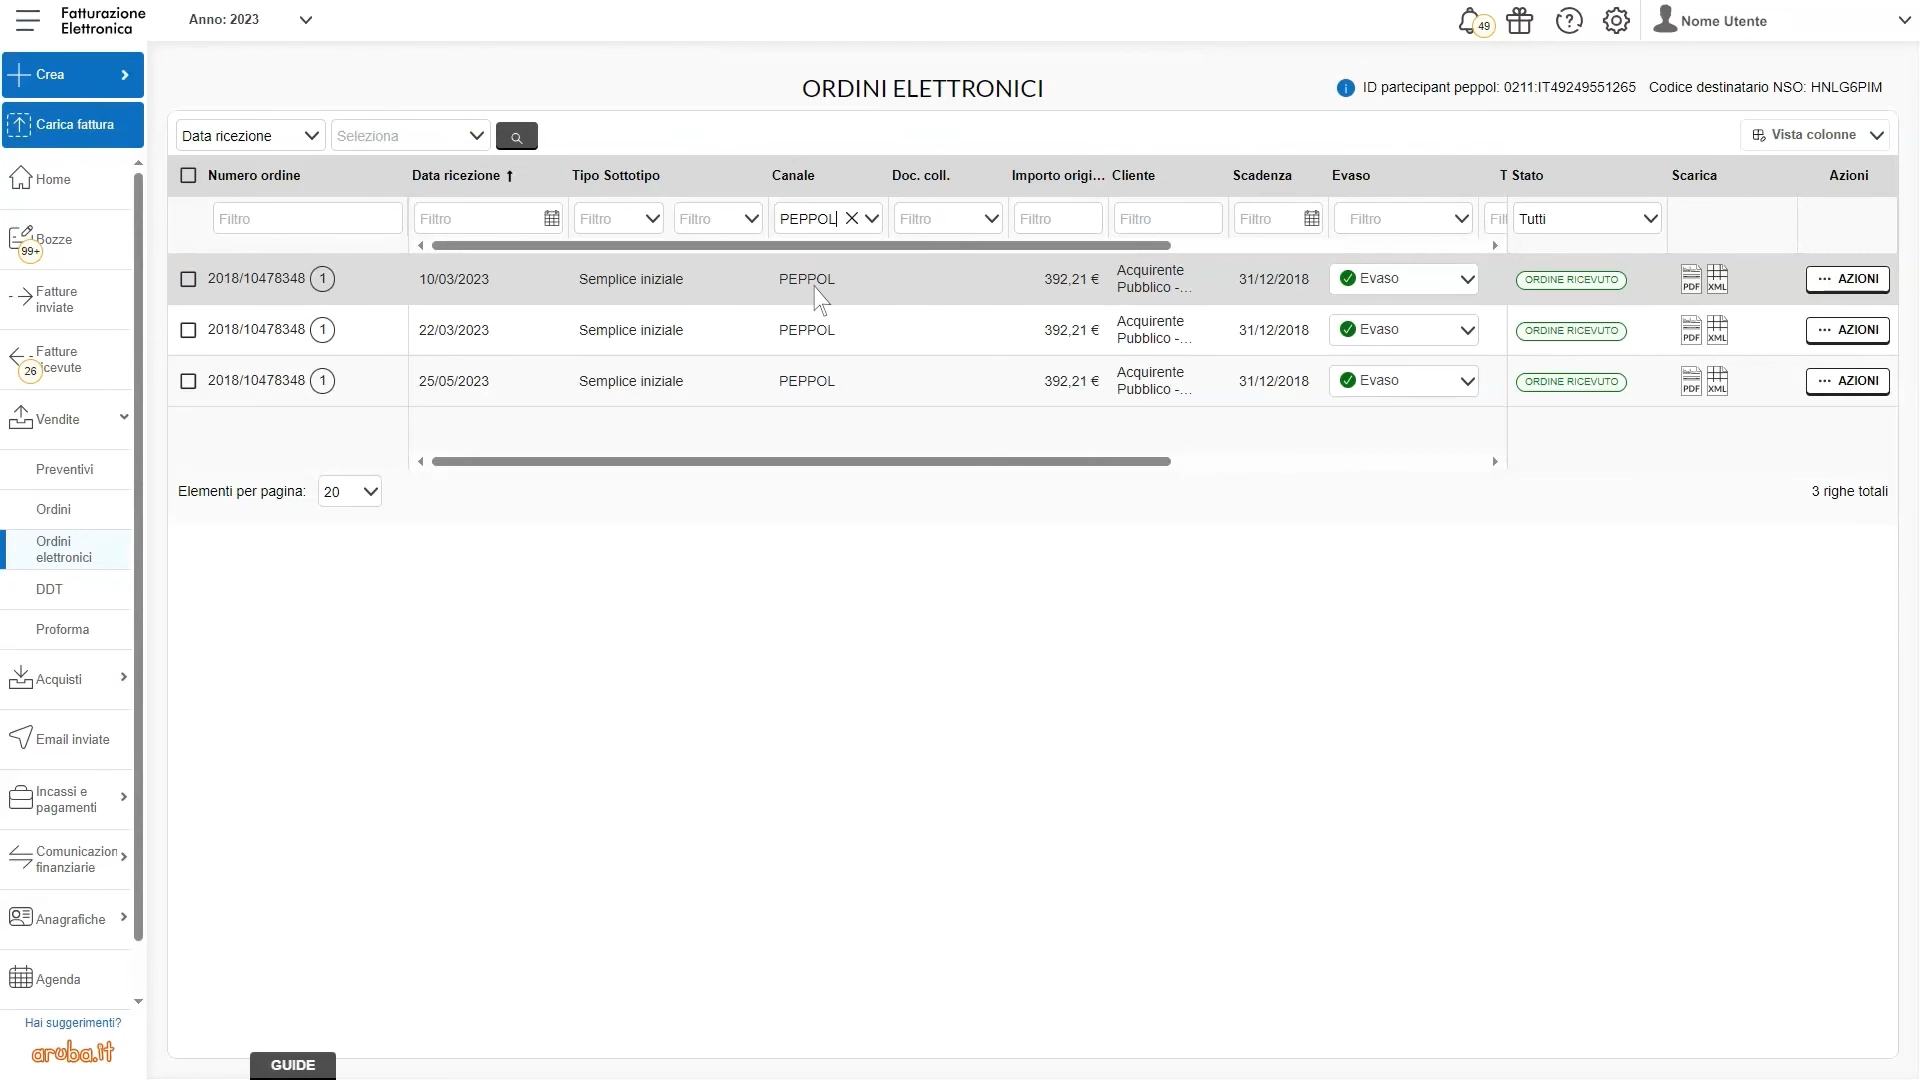 Fatturazione
Elettronica
Anno: 2023
49
Nome Utente
Crea
Carica fattura
Home
Bozze
99+
Fatture
inviate
Fatture
26
Vendite
Preventivi
Ordini
Ordini
elettronici
DDT
Proforma
Acquisti
Email inviate
Incassi e
pagamenti
Comunicazion
finanziarie
Anagrafiche
Agenda
Hai suggerimenti?
aruba.it
ORDINI ELETTRONICI
ID partecipant peppol: 0211:IT49249551265 Codice destinatario NSO: HNLG6PIM
Data ricezione Seleziona Vista colonne
Numero ordine Data ricezione ↑ Tipo Sottotipo Canale Doc. coll. Importo origi... Cliente Scadenza Evaso T Stato Scarica Azioni
Filtro Filtro Filtro Filtro PEPPOL Filtro Filtro Filtro Filtro Filtro Tutti
2018/10478348 1 10/03/2023 Semplice iniziale PEPPOL 392,21 € Acquirente Pubblico -... 31/12/2018 Evaso ORDINE RICEVUTO PDF XML ··· AZIONI
2018/10478348 1 22/03/2023 Semplice iniziale PEPPOL 392,21 € Acquirente Pubblico -... 31/12/2018 Evaso ORDINE RICEVUTO PDF XML ··· AZIONI
2018/10478348 1 25/05/2023 Semplice iniziale PEPPOL 392,21 € Acquirente Pubblico -... 31/12/2018 Evaso ORDINE RICEVUTO PDF XML ··· AZIONI
Elementi per pagina: 20 3 righe totali
GUIDE